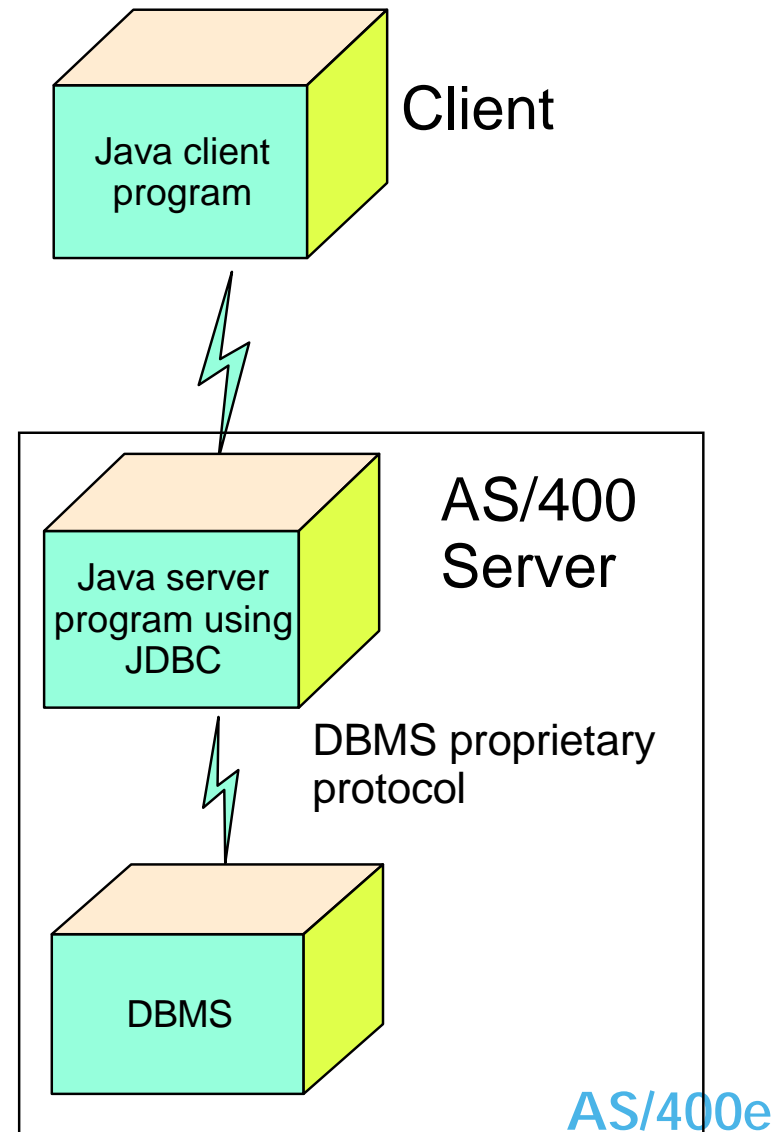 Client
Java client
program
AS/400
Server
Java server
program using
JDBC
DBMS proprietary
protocol
DBMS
AS/400e